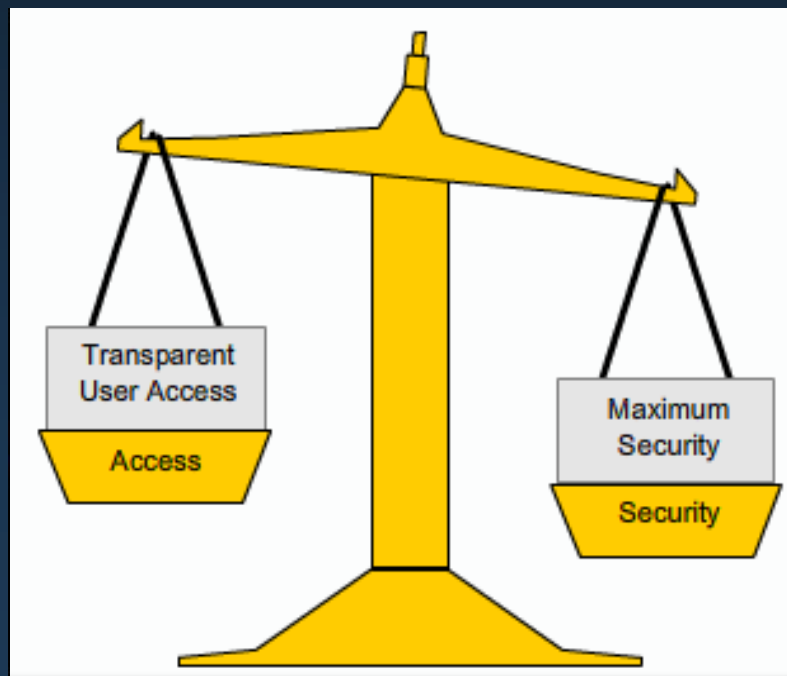 Transparent
User Access
Access
Maximum
Security
Security